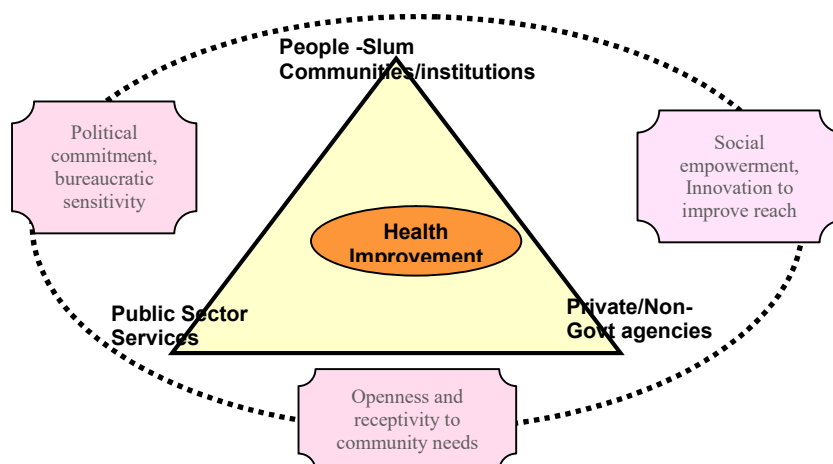 People -Slum
Communities/institutions
Political
commitment,
bureaucratic
sensitivity
Social
empowerment,
Innovation to
improve reach
Health
Improvement
Public Sector
Services
Private/Non-
Govt agencies
Openness and
receptivity to
community needs